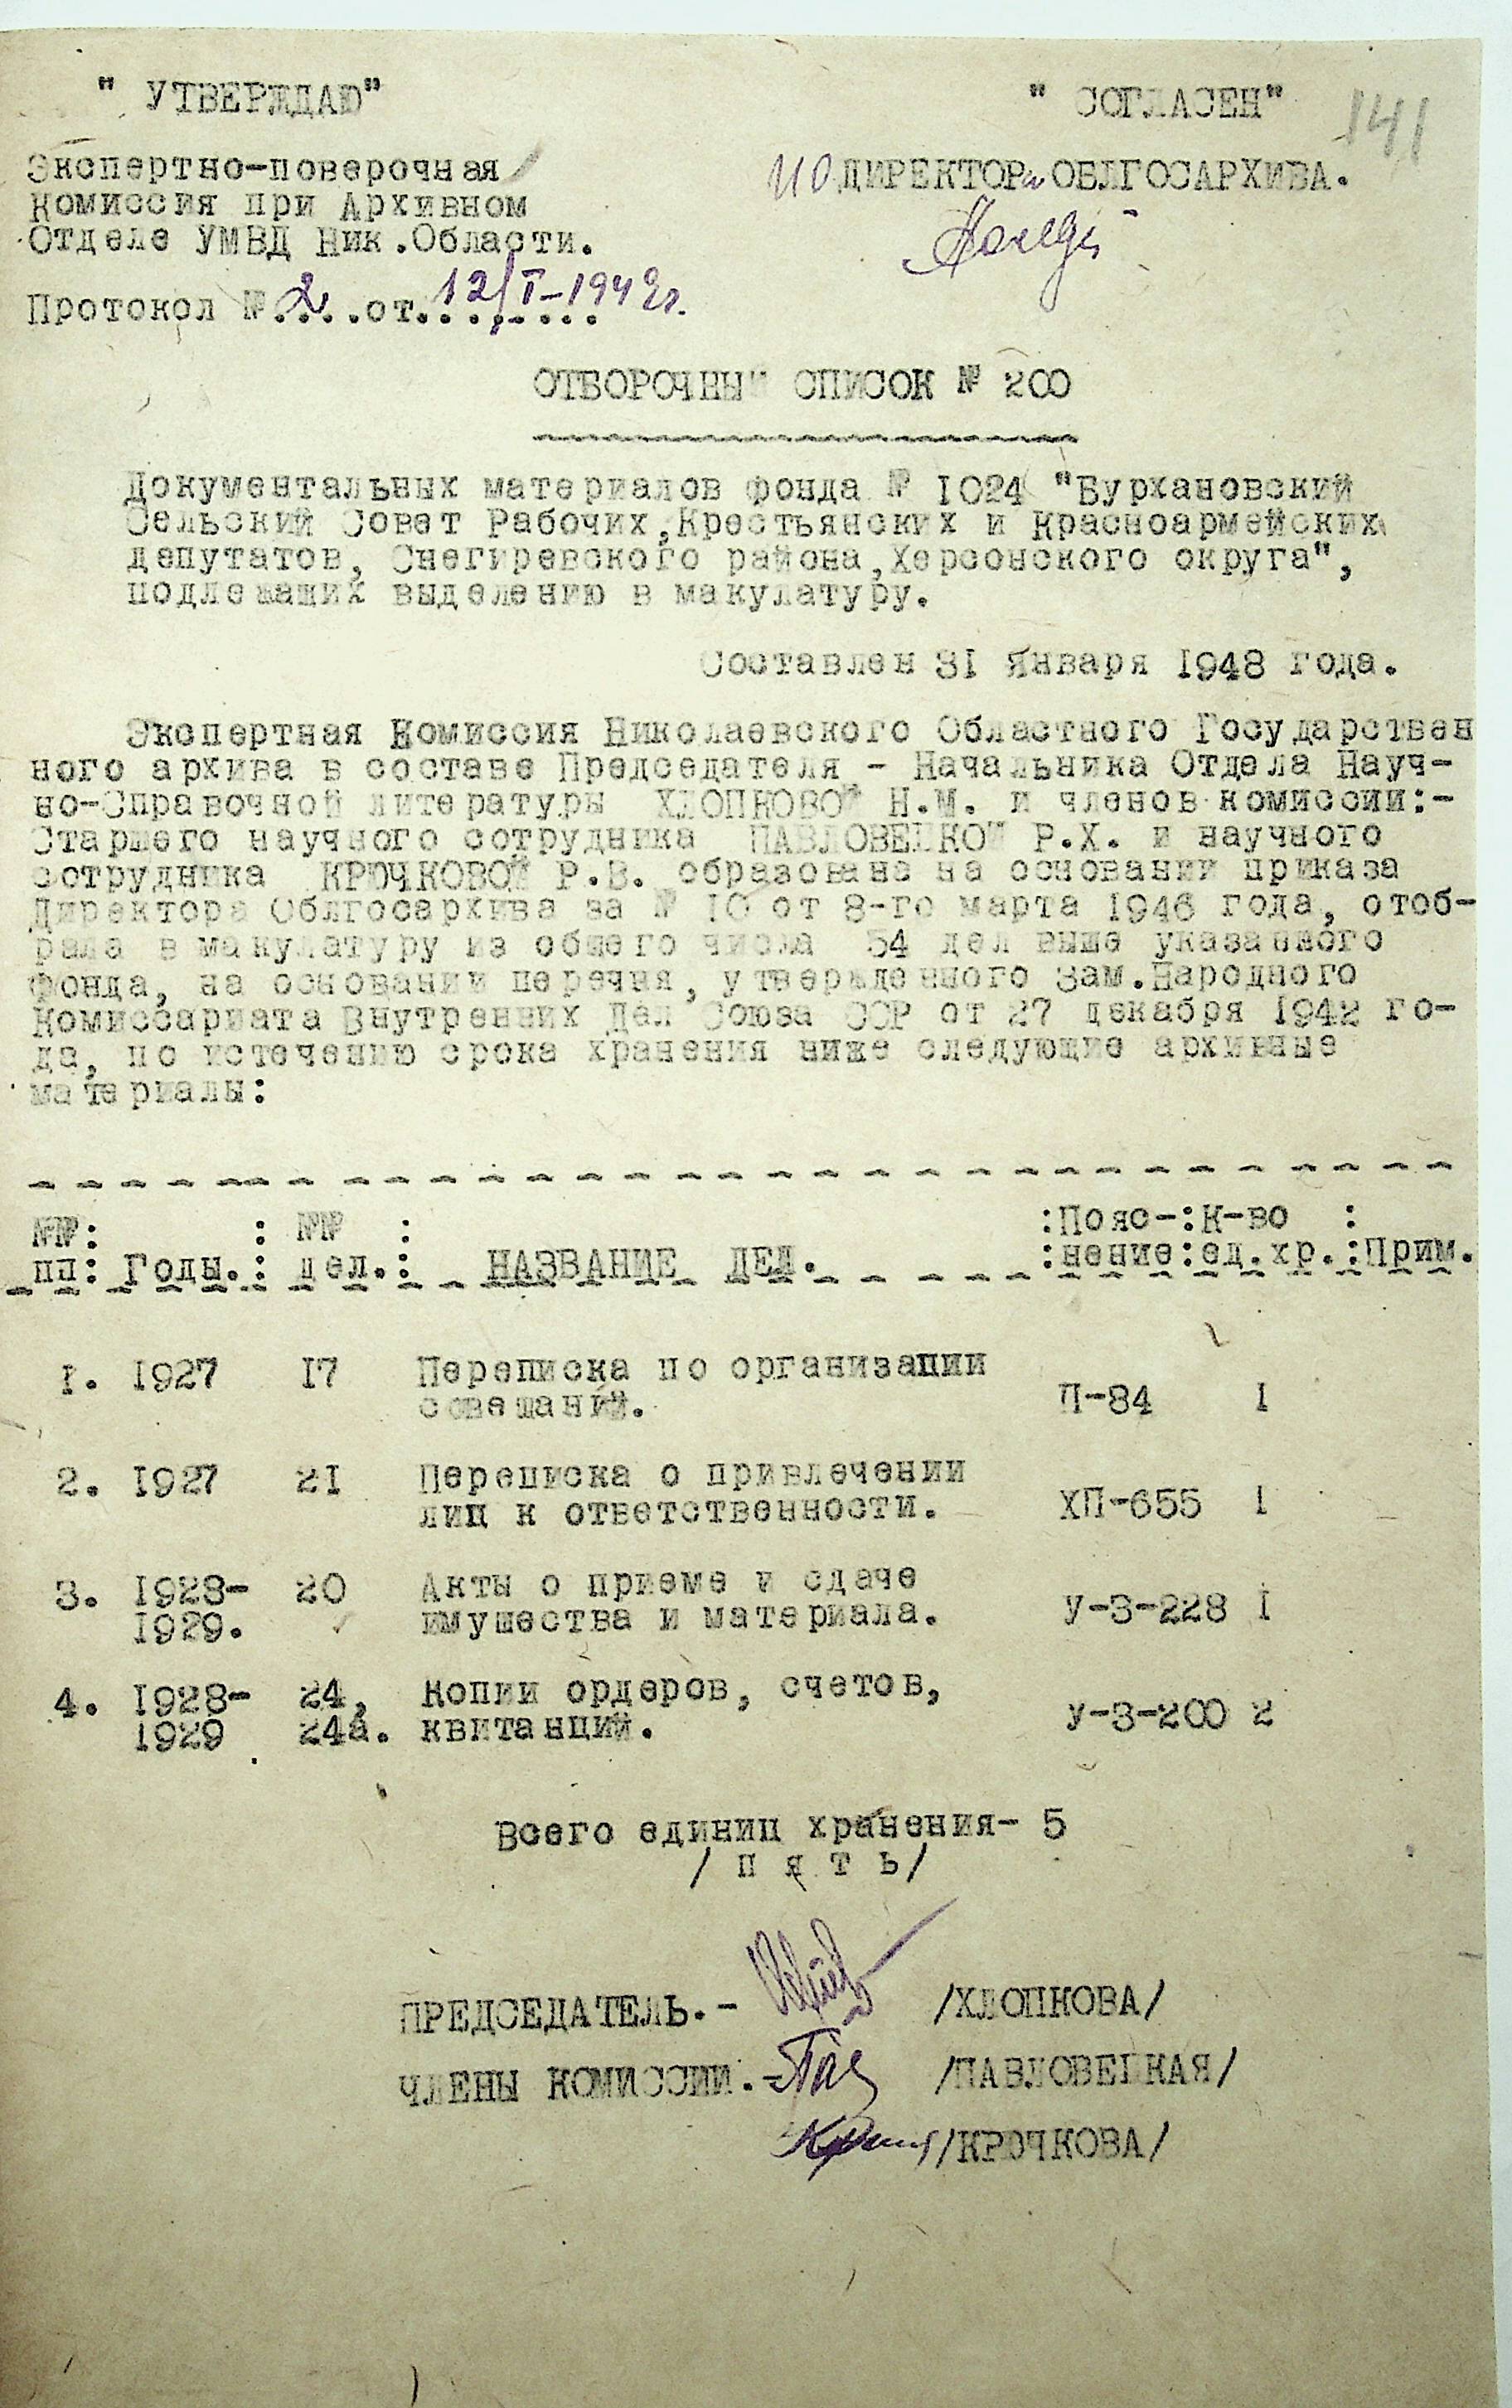 " УТВЕРЖДАЮ"
" СОГЛАСЕН"
141
Экспертно-поверочная
Комиссия при Архивном
Отделе УМВД Ник.Области.
ИО ДИРЕКТОРа ОБЛГОСАРХИВА.
Протокол № 2 от 12/I-1949г.
ОТБОРОЧНЫЙ СПИСОК № 200
Документальных материалов фонда № 1024 "Бурхановский
Сельский Совет Рабочих,Крестьянских и Красноармейских
депутатов, Снегиревского района,Херсонского округа",
подлежащих выделению в макулатуру.
Составлен 31 января 1948 года.
Экспертная Комиссия Николаевского Областного Государствен
ного архива в составе Председателя - Начальника Отдела Науч-
но-Справочной литературы ХЛОПКОВОЙ Н.М. и членов комиссии:-
Старшего научного сотрудника ПАВЛОВЕЦКОЙ Р.Х. и научного
сотрудника КРЮЧКОВОЙ Р.В. образована на основании приказа
Директора Облгосархива за № 10 от 8-го марта 1946 года, отоб-
рала в макулатуру из общего числа 54 дел выше указанного
фонда, на основании перечня, утвержденного Зам.Народного
Комиссариата Внутренних Дел Союза ССР от 27 декабря 1942 го-
да, по истечению срока хранения ниже следующие архивные
материалы:
№№: : №№ : :Пояс-:К-во :
пп: Годы.: дел.: НАЗВАНИЕ ДЕЛ. :нение:ед.хр.:Прим.
1. 1927 17 Переписка по организации
совещаний. П-84 1
2. 1927 21 Переписка о привлечении
лиц к ответственности. ХП-655 1
3. 1928- 20 Акты о приеме и сдаче
1929. имущества и материала. У-3-228 1
4. 1928- 24, Копии ордеров, счетов,
1929 24а. квитанций. У-3-200 2
Всего единиц хранения- 5
/ п я т ь/
ПРЕДСЕДАТЕЛЬ.- /ХЛОПКОВА/
ЧЛЕНЫ КОМИССИИ.- /ПАВЛОВЕЦКАЯ/
/КРЮЧКОВА/